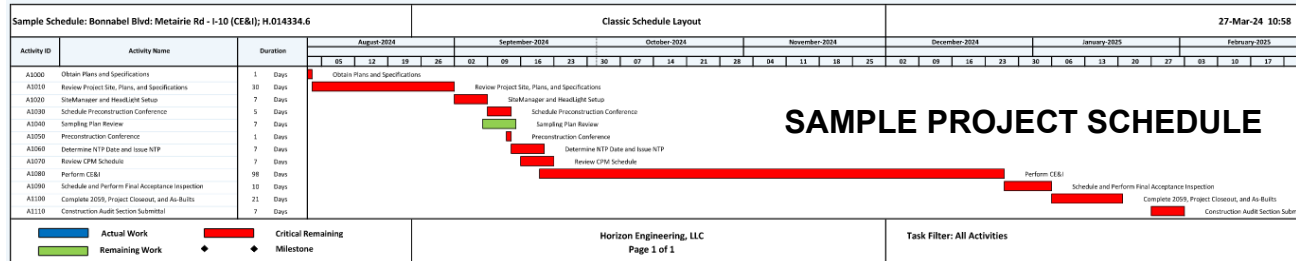 Sample Schedule: Bonnabel Blvd: Metairie Rd - I-10 (CE&I); H.014334.6 Classic Schedule Layout 27-Mar-24 10:58
Activity ID Activity Name Duration August-2024 September-2024 October-2024 November-2024 December-2024 January-2025 February-2025
05 12 19 26 02 09 16 23 30 07 14 21 28 04 11 18 25 02 09 16 23 30 06 13 20 27 03 10 17
A1000 Obtain Plans and Specifications 1 Days Obtain Plans and Specifications
A1010 Review Project Site, Plans, and Specifications 30 Days Review Project Site, Plans, and Specifications
A1020 SiteManager and HeadLight Setup 7 Days SiteManager and HeadLight Setup
A1030 Schedule Preconstruction Conference 5 Days Schedule Preconstruction Conference
A1040 Sampling Plan Review 7 Days Sampling Plan Review
SAMPLE PROJECT SCHEDULE
A1050 Preconstruction Conference 1 Days Preconstruction Conference
A1060 Determine NTP Date and Issue NTP 7 Days Determine NTP Date and Issue NTP
A1070 Review CPM Schedule 7 Days Review CPM Schedule
A1080 Perform CE&I 98 Days Perform CE&I
A1090 Schedule and Perform Final Acceptance Inspection 10 Days Schedule and Perform Final Acceptance Inspection
A1100 Complete 2059, Project Closeout, and As-Builts 21 Days Complete 2059, Project Closeout, and As-Builts
A1110 Construction Audit Section Submittal 7 Days Construction Audit Section Subm
Actual Work Critical Remaining Horizon Engineering, LLC Task Filter: All Activities
Remaining Work Milestone Page 1 of 1